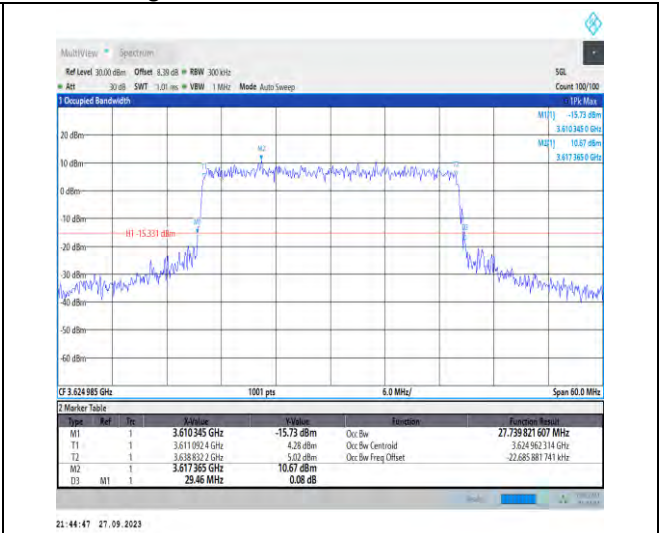 MultiView Spectrum
Ref Level 30.00 dBm Offset 8.39 dB RBW 300 kHz SGL
Att 30 dB SWT 1.01 ms VBW 1 MHz Mode Auto Sweep Count 100/100
1 Occupied Bandwidth 1Pk Max
M1[1] -15.73 dBm
3.610 345 0 GHz
M2[1] 10.67 dBm
3.617 365 0 GHz
20 dBm
M2
10 dBm
T1
T2
0 dBm
-10 dBm
M1
D3
H1 -15.331 dBm
-20 dBm
-30 dBm
-40 dBm
-50 dBm
-60 dBm
CF 3.624 985 GHz 1001 pts 6.0 MHz/ Span 60.0 MHz
2 Marker Table
Type Ref Trc X-Value Y-Value Function Function Result
M1 1 3.610 345 GHz -15.73 dBm Occ Bw 27.739 821 607 MHz
T1 1 3.611 092 4 GHz 4.28 dBm Occ Bw Centroid 3.624 962 314 GHz
T2 1 3.638 832 2 GHz 5.02 dBm Occ Bw Freq Offset -22.685 881 741 kHz
M2 1 3.617 365 GHz 10.67 dBm
D3 M1 1 29.46 MHz 0.08 dB
21:44:47 27.09.2023